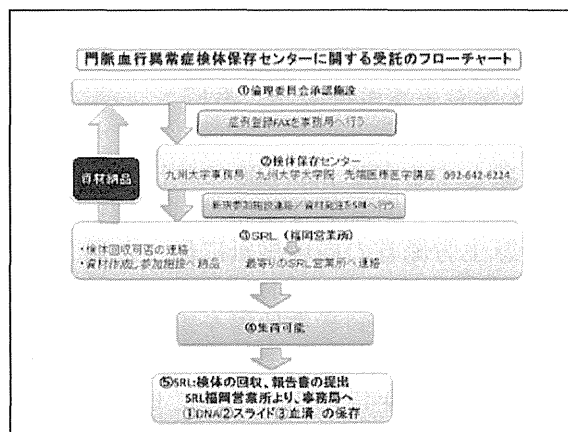 門脈血行異常症検体保存センターに関する受託のフローチャート
①倫理委員会承認施設
症例登録FAXを事務局へ行う
資材納品
②検体保存センター
九州大学事務局 九州大学大学院 先端医療医学講座 092-642-6224
新規参加施設連絡/資材発注をSRLへ行う
③SRL(福岡営業所)
・検体回収可否の連絡
・資材作成し参加施設へ納品 最寄りのSRL営業所へ連絡
④集荷可能
⑤SRL:検体の回収、報告書の提出
SRL福岡営業所より、事務局へ
①DNA②スライド③血清 の保存